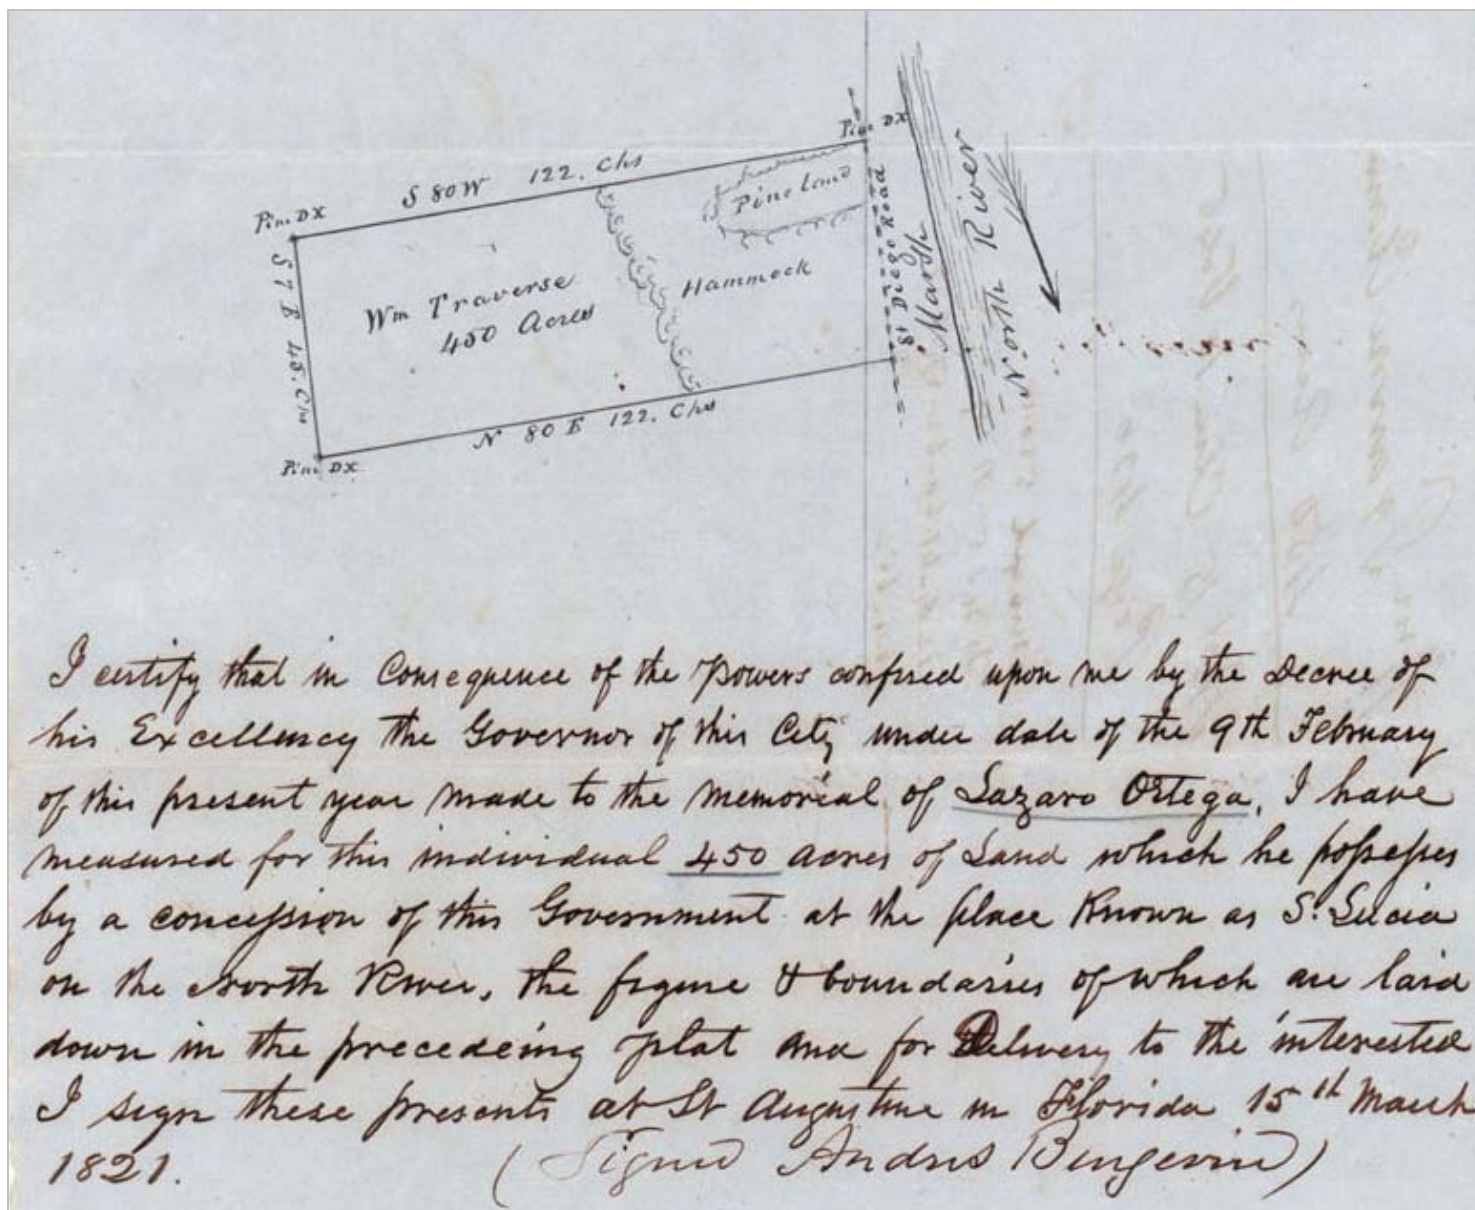 Pine DX
S 80 W 122. Chs
Pine DX
Pine Land
St Diego Road
Marsh
North River
S 7 E 45. Chs
Wm Traverse
450 Acres
Hammock
N 80 E 122. Chs
Pine DX
I certify that in Consequence of the Powers confired upon me by the Decree of
his Excellency the Governor of this City under date of the 9th February
of this present year made to the memorial of Lazaro Ortega, I have
measured for this individual 450 acres of Land which he possesses
by a concession of this Government at the place Known as S. Lucia
on the North River, the figure & boundaries of which are laid
down in the preceding plat and for Delivery to the interested
I sign these presents at St Augustine in Florida 15th March
1821. (Signed Andres Burgevin)